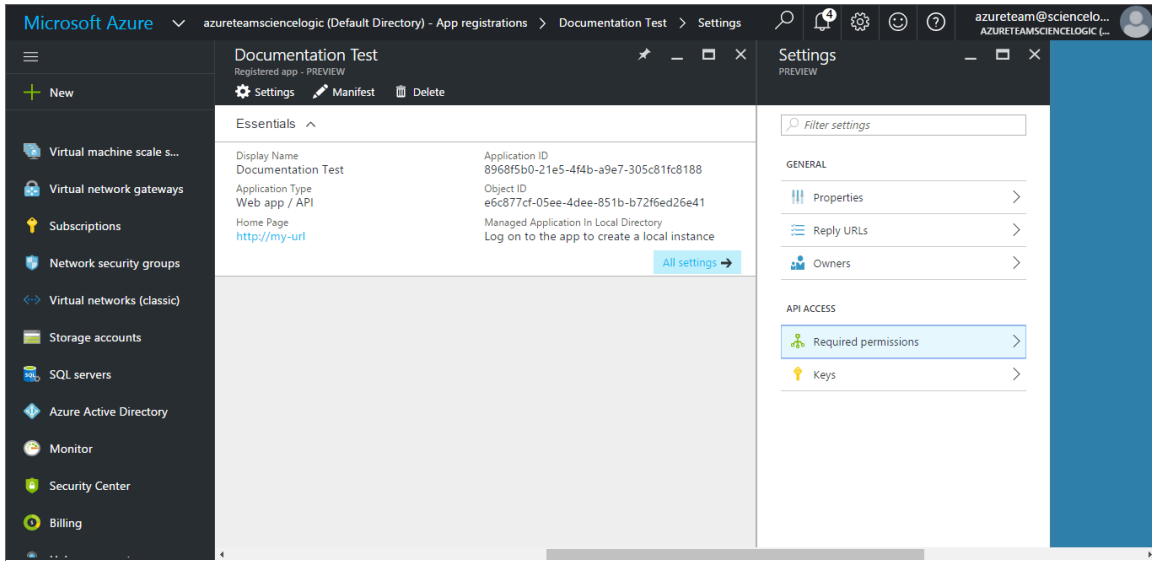 Microsoft Azure
azureteamsciencelogic (Default Directory) - App registrations > Documentation Test > Settings
4
azureteam@sciencelo...
AZURETEAMSCIENCELOGIC (...
New
Virtual machine scale s...
Virtual network gateways
Subscriptions
Network security groups
Virtual networks (classic)
Storage accounts
SQL servers
Azure Active Directory
Monitor
Security Center
Billing
Documentation Test
Registered app - PREVIEW
Settings Manifest Delete
Essentials
Display Name
Documentation Test
Application Type
Web app / API
Home Page
http://my-url
Application ID
8968f5b0-21e5-4f4b-a9e7-305c81fc8188
Object ID
e6c877cf-05ee-4dee-851b-b72f6ed26e41
Managed Application In Local Directory
Log on to the app to create a local instance
All settings
Settings
PREVIEW
Filter settings
GENERAL
Properties
Reply URLs
Owners
API ACCESS
Required permissions
Keys